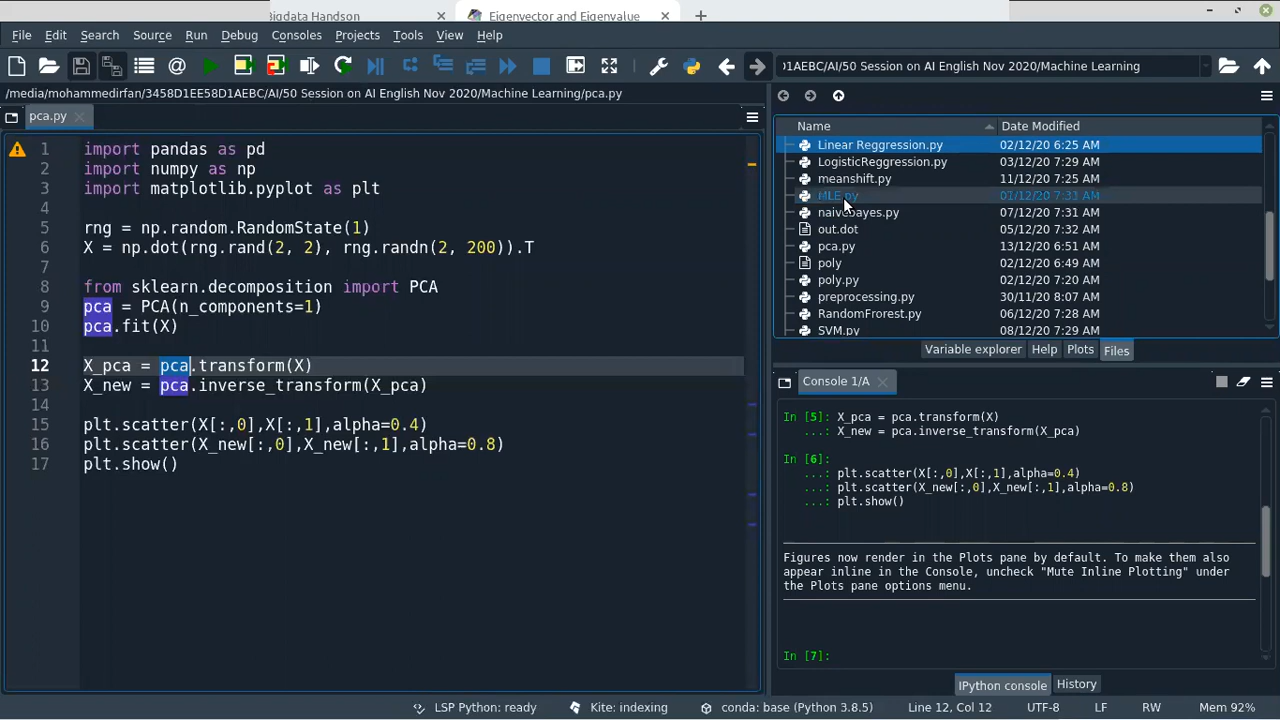 Bigdata Handson
Eigenvector and Eigenvalue
File Edit Search Source Run Debug Consoles Projects Tools View Help
)1AEBC/AI/50 Session on AI English Nov 2020/Machine Learning
/media/mohammedirfan/3458D1EE58D1AEBC/AI/50 Session on AI English Nov 2020/Machine Learning/pca.py
pca.py
1 import pandas as pd
2 import numpy as np
3 import matplotlib.pyplot as plt
4
5 rng = np.random.RandomState(1)
6 X = np.dot(rng.rand(2, 2), rng.randn(2, 200)).T
7
8 from sklearn.decomposition import PCA
9 pca = PCA(n_components=1)
10 pca.fit(X)
11
12 X_pca = pca.transform(X)
13 X_new = pca.inverse_transform(X_pca)
14
15 plt.scatter(X[:,0],X[:,1],alpha=0.4)
16 plt.scatter(X_new[:,0],X_new[:,1],alpha=0.8)
17 plt.show()
Name Date Modified
Linear Reggression.py 02/12/20 6:25 AM
LogisticReggression.py 03/12/20 7:29 AM
meanshift.py 11/12/20 7:25 AM
MLE.py 07/12/20 7:33 AM
naivebayes.py 07/12/20 7:31 AM
out.dot 05/12/20 7:32 AM
pca.py 13/12/20 6:51 AM
poly 02/12/20 6:49 AM
poly.py 02/12/20 7:20 AM
preprocessing.py 30/11/20 8:07 AM
RandomForrest.py 06/12/20 7:28 AM
SVM.py 08/12/20 7:29 AM
Variable explorer Help Plots Files
Console 1/A
In [5]: X_pca = pca.transform(X)
...: X_new = pca.inverse_transform(X_pca)
In [6]:
...: plt.scatter(X[:,0],X[:,1],alpha=0.4)
...: plt.scatter(X_new[:,0],X_new[:,1],alpha=0.8)
...: plt.show()
Figures now render in the Plots pane by default. To make them also
appear inline in the Console, uncheck "Mute Inline Plotting" under
the Plots pane options menu.
In [7]:
IPython console History
LSP Python: ready Kite: indexing conda: base (Python 3.8.5) Line 12, Col 12 UTF-8 LF RW Mem 92%